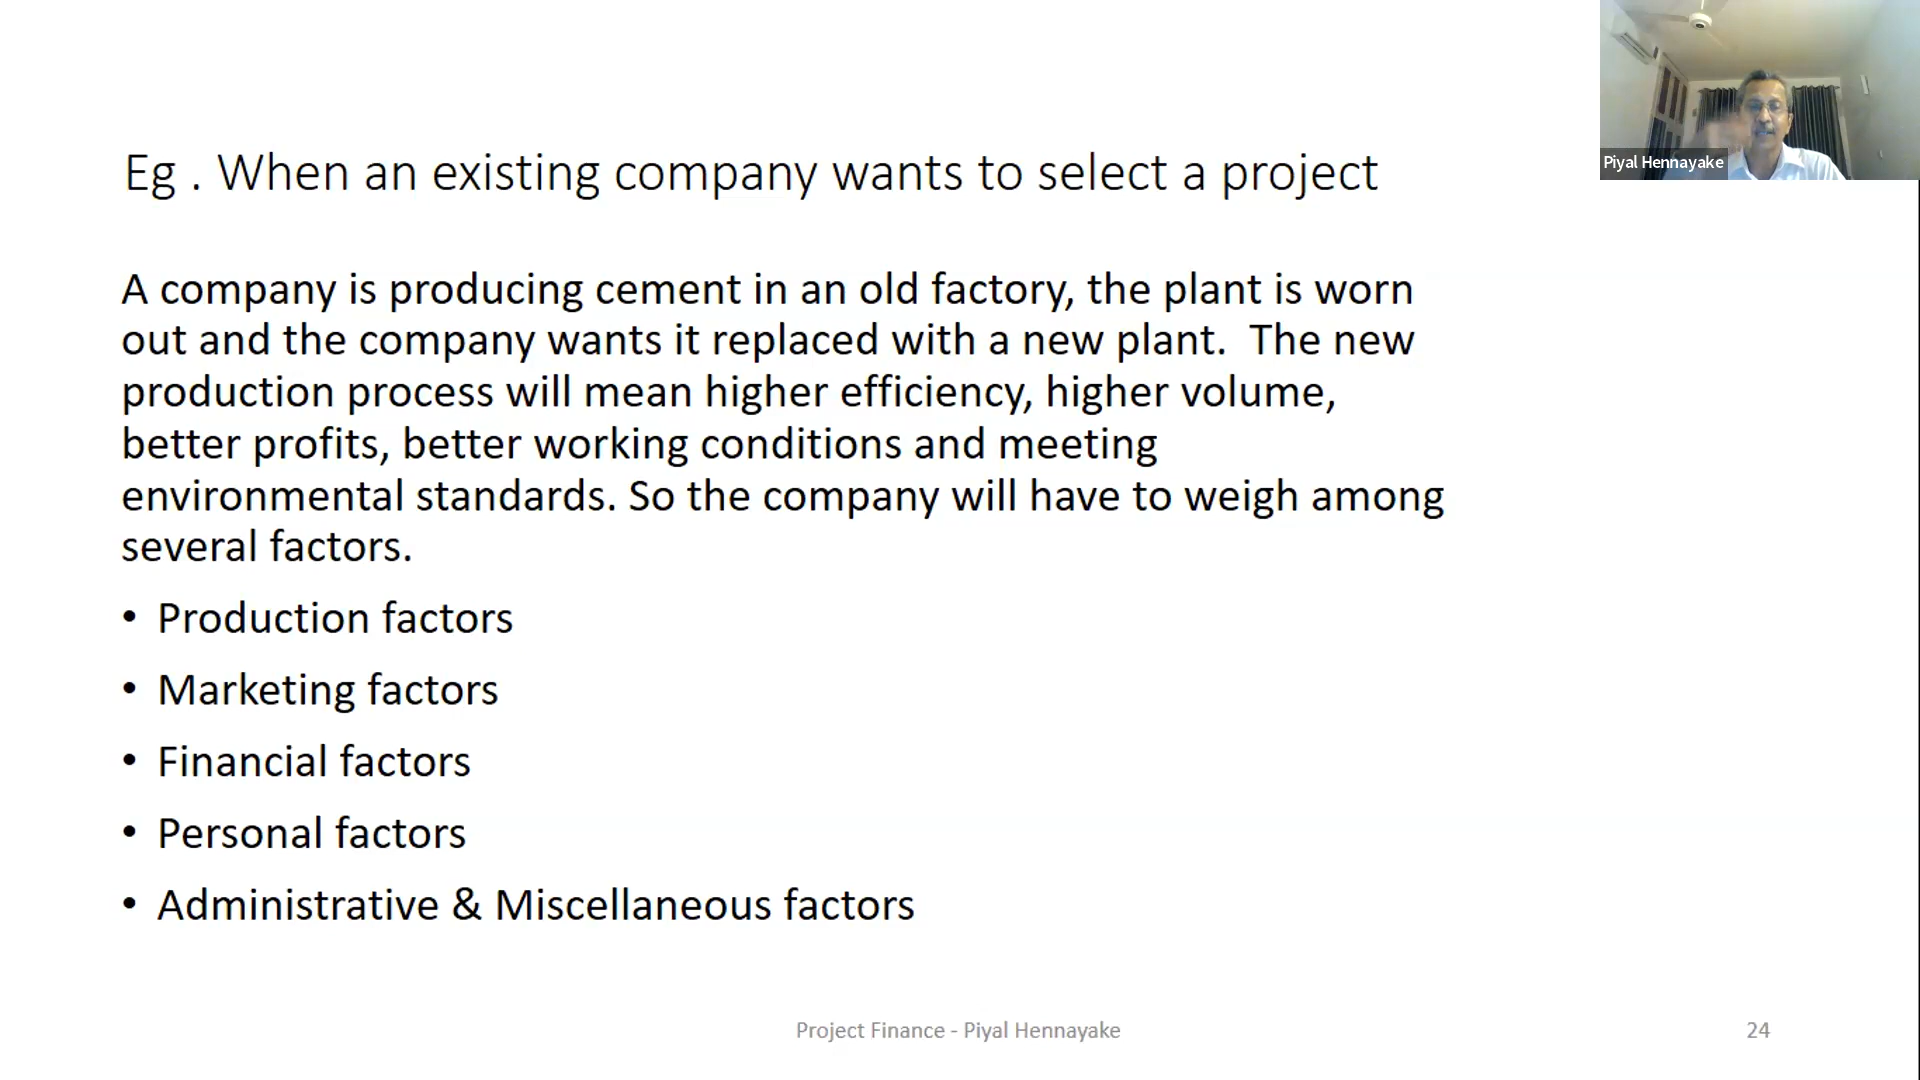 Piyal Hennayake
Eg . When an existing company wants to select a project
A company is producing cement in an old factory, the plant is worn
out and the company wants it replaced with a new plant.  The new
production process will mean higher efficiency, higher volume,
better profits, better working conditions and meeting
environmental standards. So the company will have to weigh among
several factors.
• Production factors
• Marketing factors
• Financial factors
• Personal factors
• Administrative & Miscellaneous factors
Project Finance - Piyal Hennayake
24